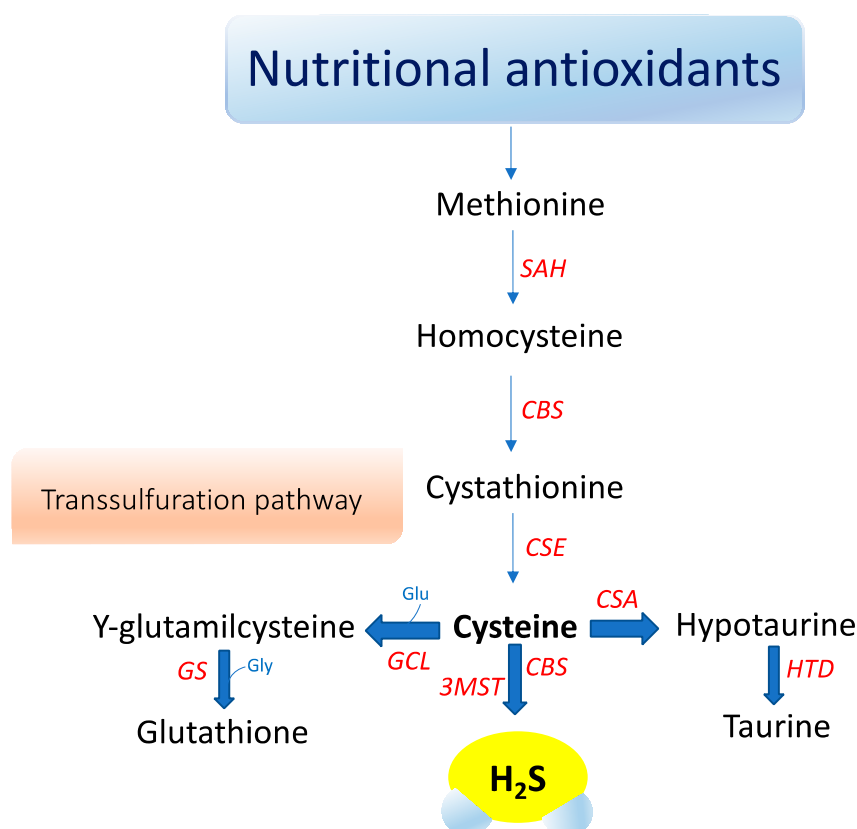 Nutritional antioxidants
Methionine
SAH
Homocysteine
CBS
Cystathionine
Transsulfuration pathway
CSE
Glu
CSA
Y-glutamilcysteine
Cysteine
Hypotaurine
GCL
GS
Gly
3MST
CBS
HTD
Glutathione
Taurine
H₂S